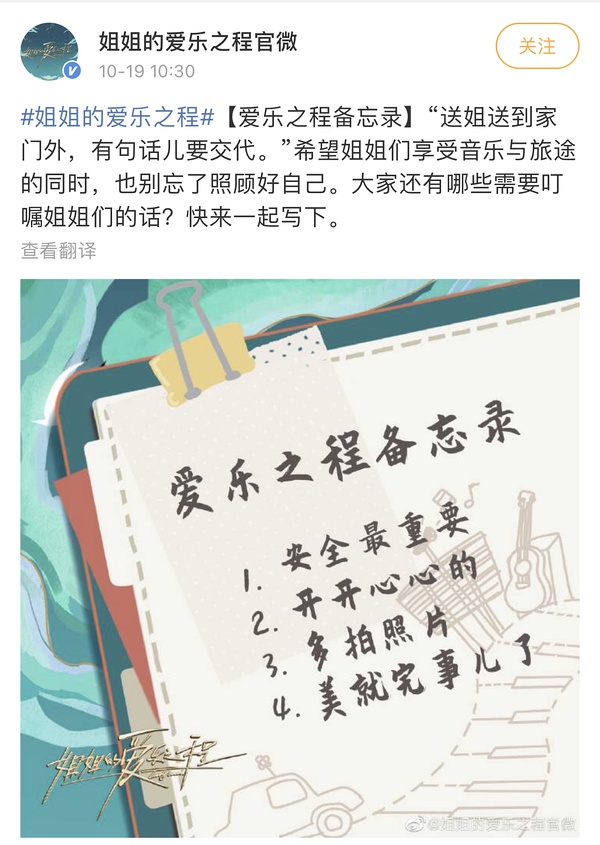 姐姐的爱乐之程官微
关注
10-19 10:30
#姐姐的爱乐之程#【爱乐之程备忘录】“送姐送到家
门外，有句话儿要交代。”希望姐姐们享受音乐与旅途
的同时，也别忘了照顾好自己。大家还有哪些需要叮
嘱姐姐们的话？快来一起写下。
查看翻译
爱乐之程备忘录
1. 安全最重要
2. 开开心心的
3. 多拍照片
4. 美就完事儿了
姐姐的爱乐之程
@姐姐的爱乐之程官微